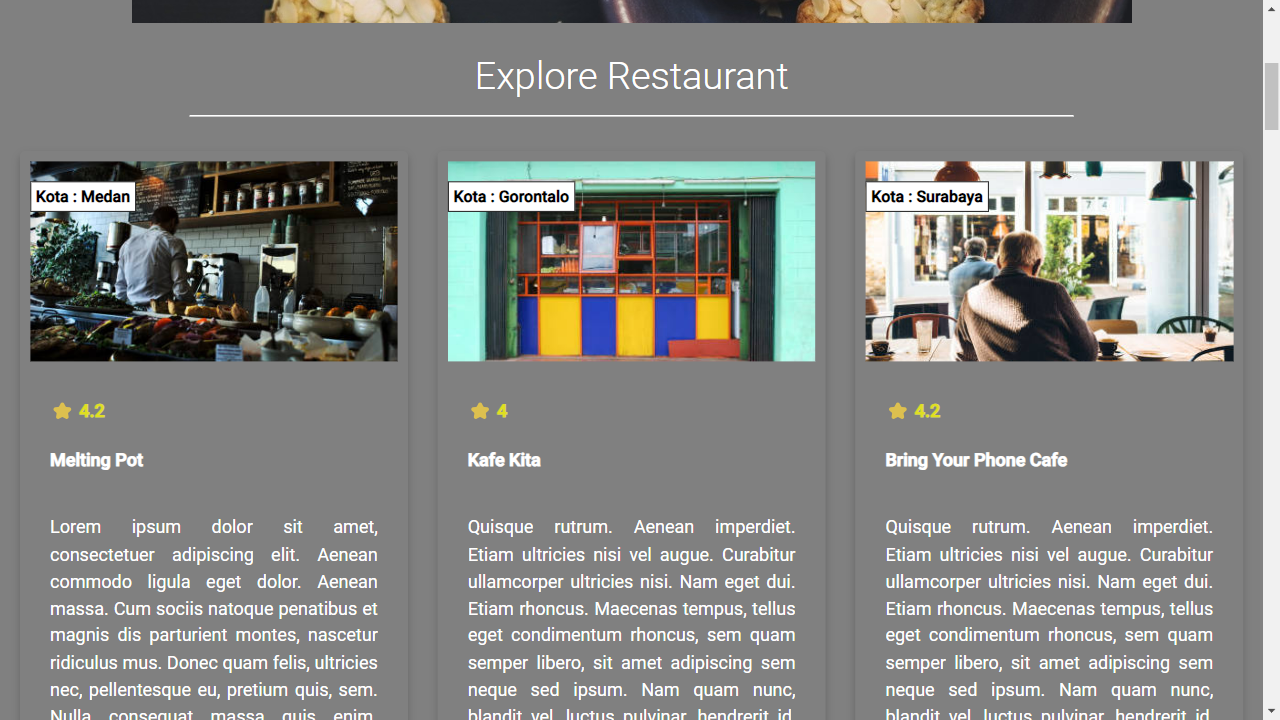 Explore Restaurant
Kota : Medan
Kota : Gorontalo
Kota : Surabaya
4.2
4
4.2
Melting Pot
Kafe Kita
Bring Your Phone Cafe
Lorem ipsum dolor sit amet,
consectetuer adipiscing elit. Aenean
commodo ligula eget dolor. Aenean
massa. Cum sociis natoque penatibus et
magnis dis parturient montes, nascetur
ridiculus mus. Donec quam felis, ultricies
nec, pellentesque eu, pretium quis, sem.
Nulla consequat massa quis enim.
Quisque rutrum. Aenean imperdiet.
Etiam ultricies nisi vel augue. Curabitur
ullamcorper ultricies nisi. Nam eget dui.
Etiam rhoncus. Maecenas tempus, tellus
eget condimentum rhoncus, sem quam
semper libero, sit amet adipiscing sem
neque sed ipsum. Nam quam nunc,
blandit vel, luctus pulvinar, hendrerit id,
Quisque rutrum. Aenean imperdiet.
Etiam ultricies nisi vel augue. Curabitur
ullamcorper ultricies nisi. Nam eget dui.
Etiam rhoncus. Maecenas tempus, tellus
eget condimentum rhoncus, sem quam
semper libero, sit amet adipiscing sem
neque sed ipsum. Nam quam nunc,
blandit vel, luctus pulvinar, hendrerit id,